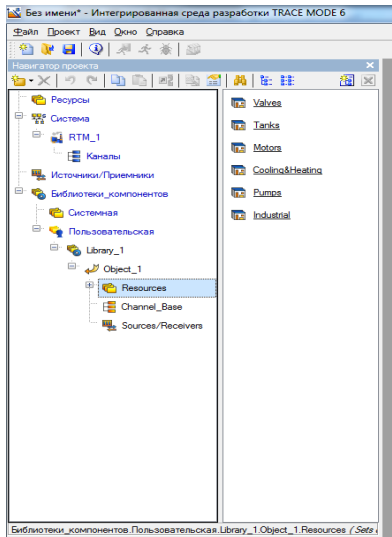 Без имени* - Интегрированная среда разработки TRACE MODE 6
Файл Проект Вид Окно Справка
Навигатор проекта
Ресурсы
Система
RTM_1
Каналы
Источники/Приемники
Библиотеки_компонентов
Системная
Пользовательская
Library_1
Object_1
Resources
Channel_Base
Sources/Receivers
Valves
Tanks
Motors
Cooling&Heating
Pumps
Industrial
Библиотеки_компонентов.Пользовательская.Library_1.Object_1.Resources (Sets